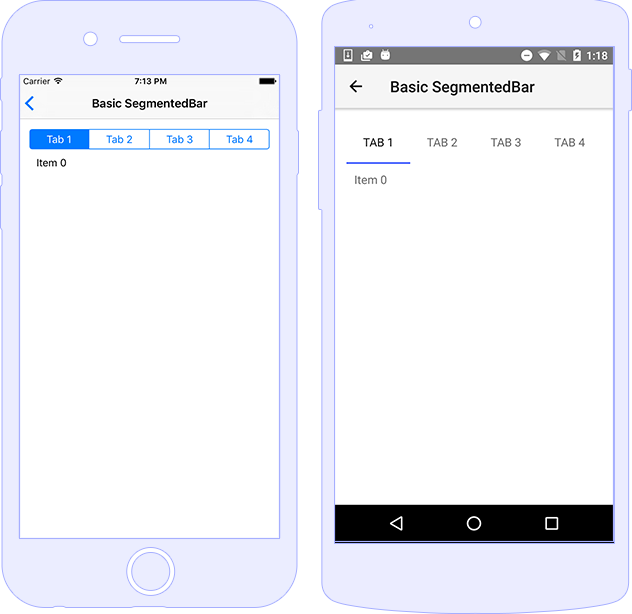 Carrier 7:13 PM
Basic SegmentedBar
Tab 1 Tab 2 Tab 3 Tab 4
Item 0
1:18
Basic SegmentedBar
TAB 1 TAB 2 TAB 3 TAB 4
Item 0